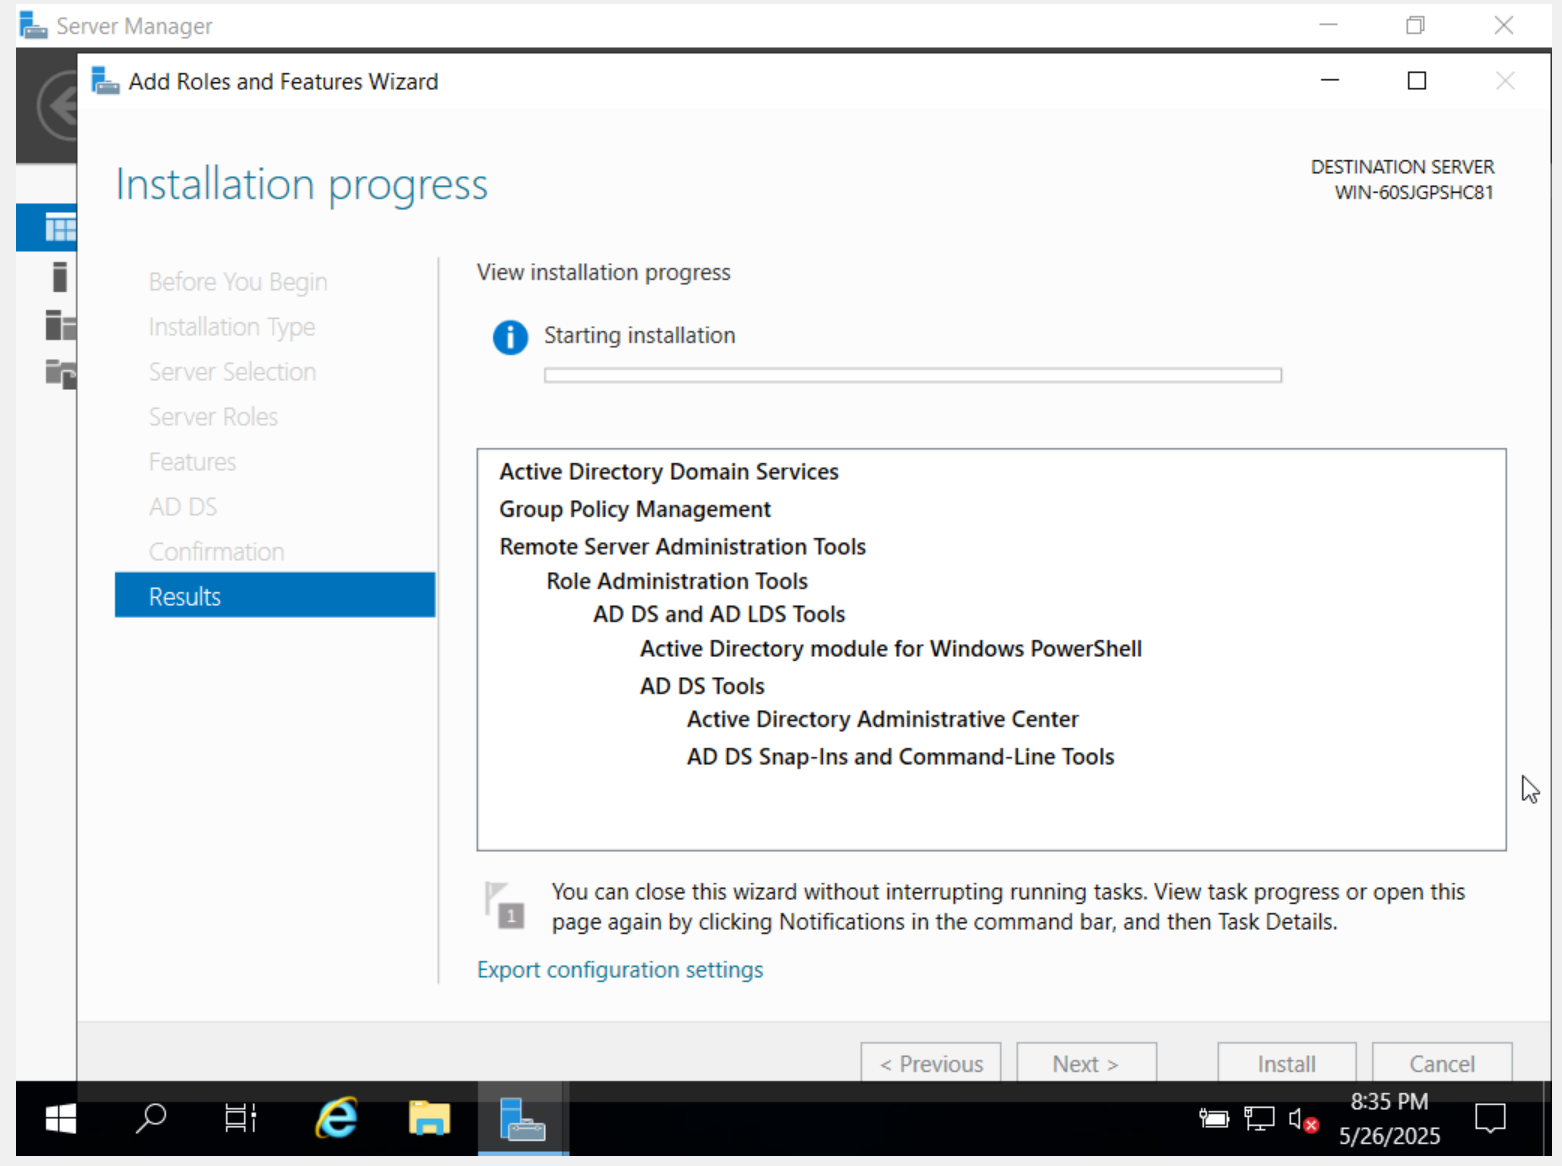 Server Manager
Add Roles and Features Wizard
Installation progress
DESTINATION SERVER
WIN-60SJGPSHC81
Before You Begin
Installation Type
Server Selection
Server Roles
Features
AD DS
Confirmation
Results
View installation progress
Starting installation
Active Directory Domain Services
Group Policy Management
Remote Server Administration Tools
Role Administration Tools
AD DS and AD LDS Tools
Active Directory module for Windows PowerShell
AD DS Tools
Active Directory Administrative Center
AD DS Snap-Ins and Command-Line Tools
1
You can close this wizard without interrupting running tasks. View task progress or open this
page again by clicking Notifications in the command bar, and then Task Details.
Export configuration settings
< Previous
Next >
Install
Cancel
8:35 PM
5/26/2025